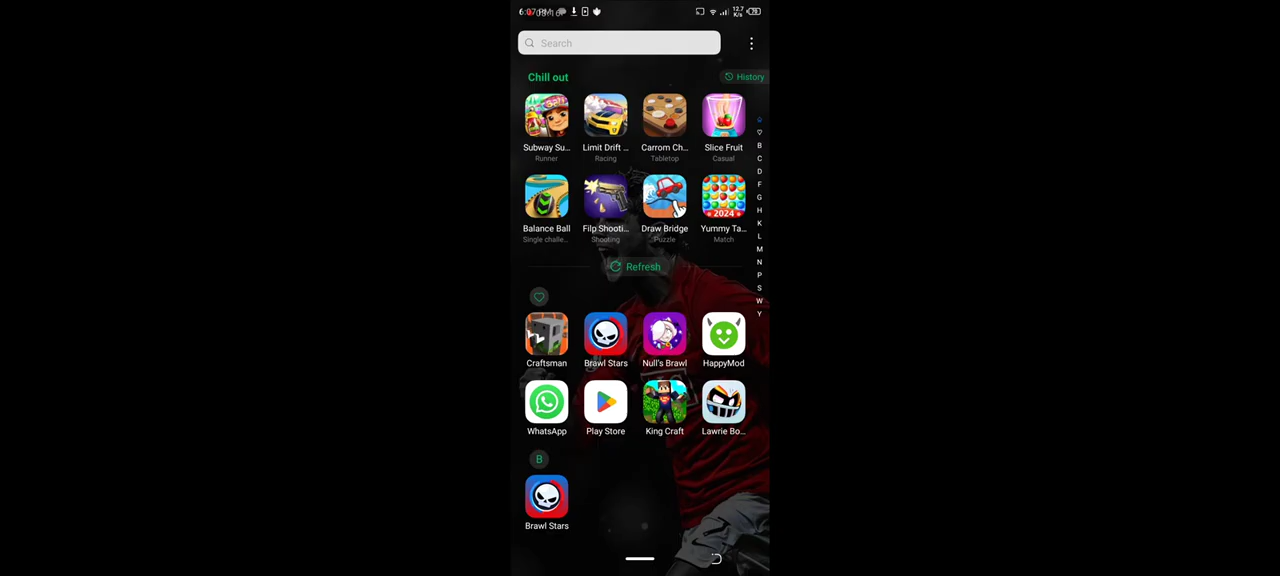 Search
Chill out
History
Subway Su...
Limit Drift ...
Carrom Ch...
Slice Fruit
Runner
Racing
Tabletop
Casual
2024
Balance Ball
Filp Shooti...
Draw Bridge
Yummy Ta...
Single challe...
Shooting
Puzzle
Match
Refresh
B
C
D
F
G
H
K
L
M
N
P
S
W
Y
Craftsman
Brawl Stars
Null's Brawl
HappyMod
WhatsApp
Play Store
King Craft
Lawrie Bo...
B
Brawl Stars